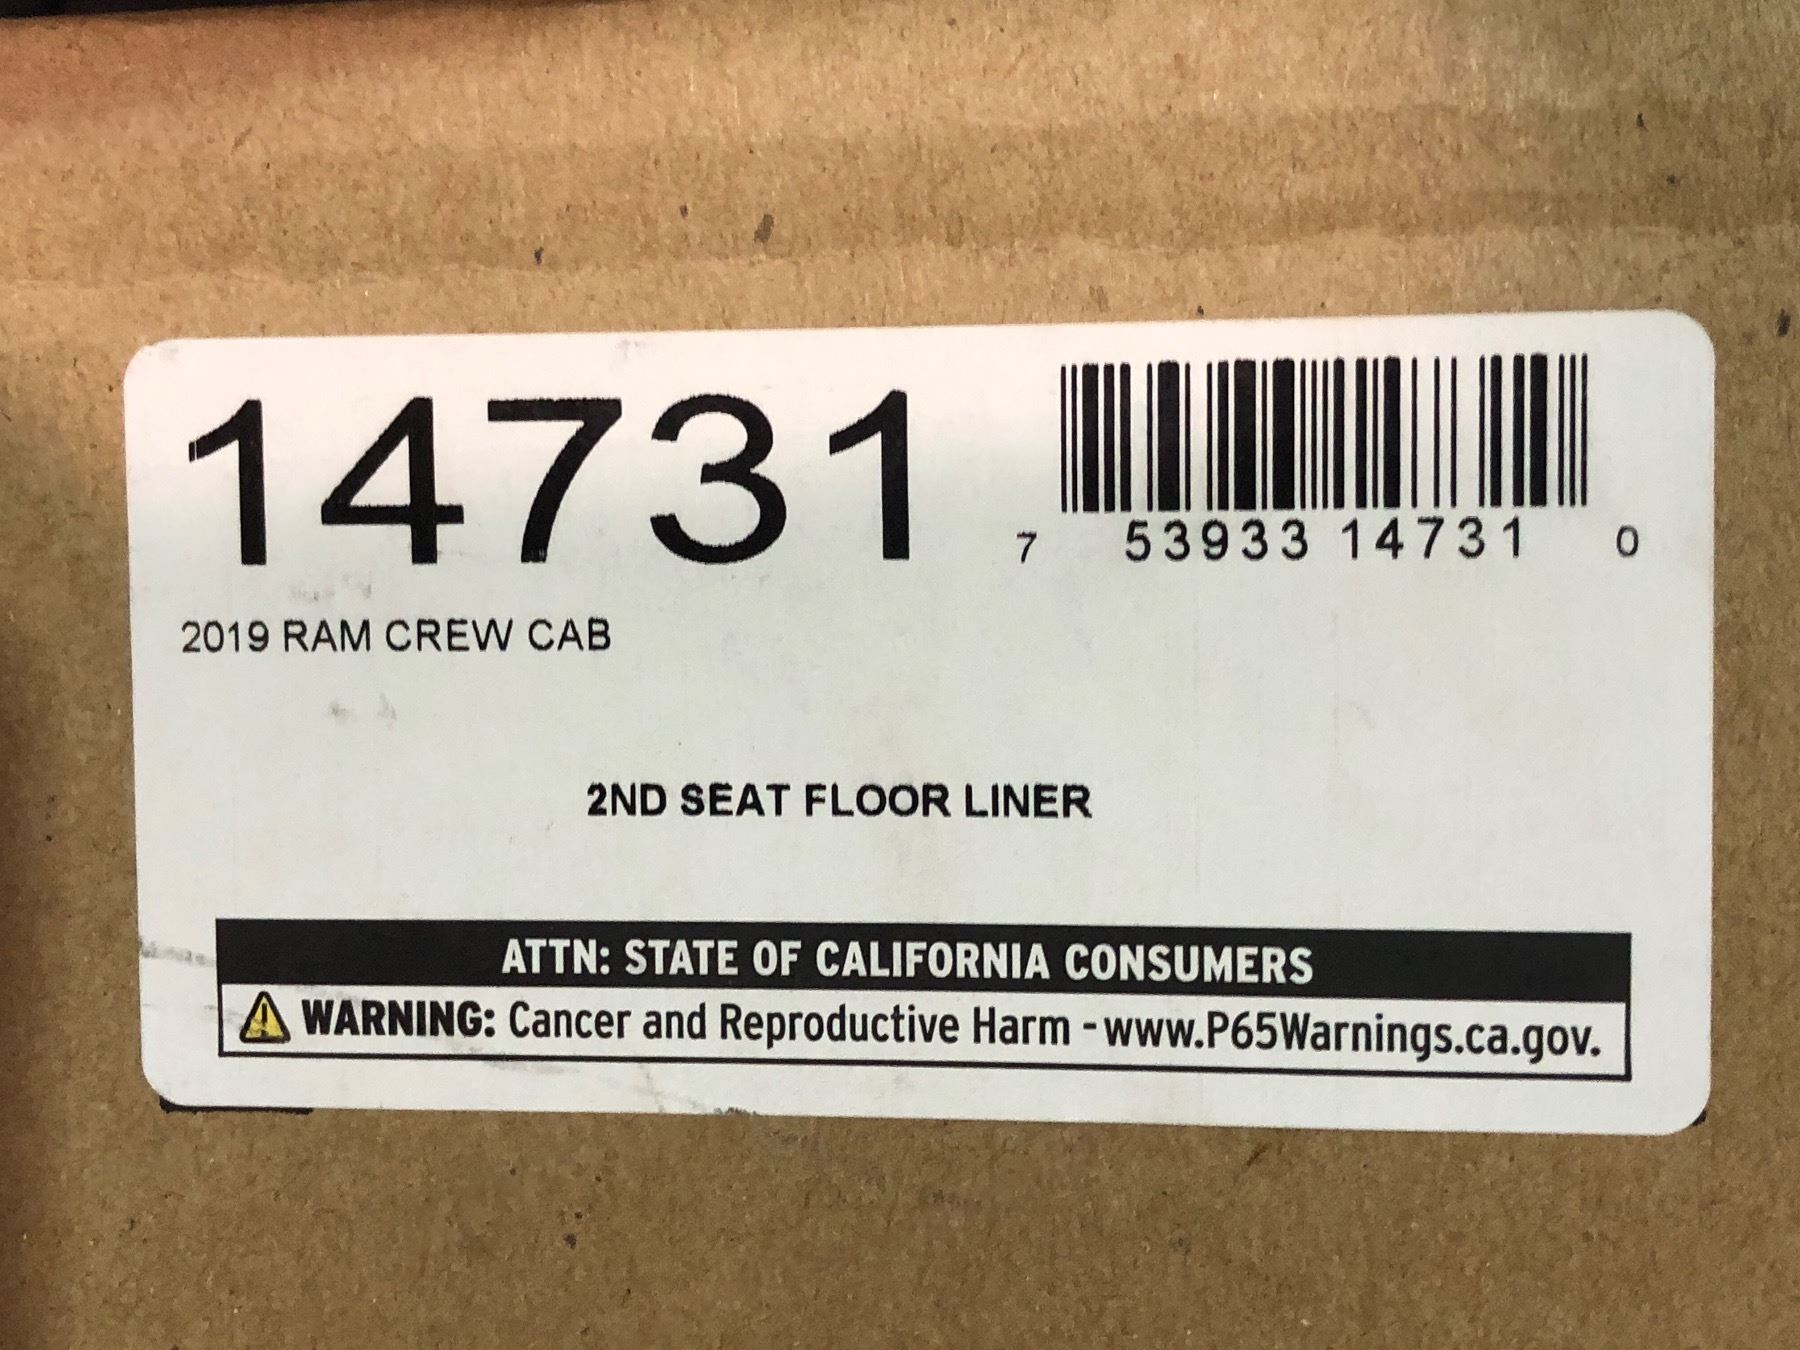 14731
7 53933 14731 0
2019 RAM CREW CAB
2ND SEAT FLOOR LINER
ATTN: STATE OF CALIFORNIA CONSUMERS
WARNING: Cancer and Reproductive Harm - www.P65Warnings.ca.gov.